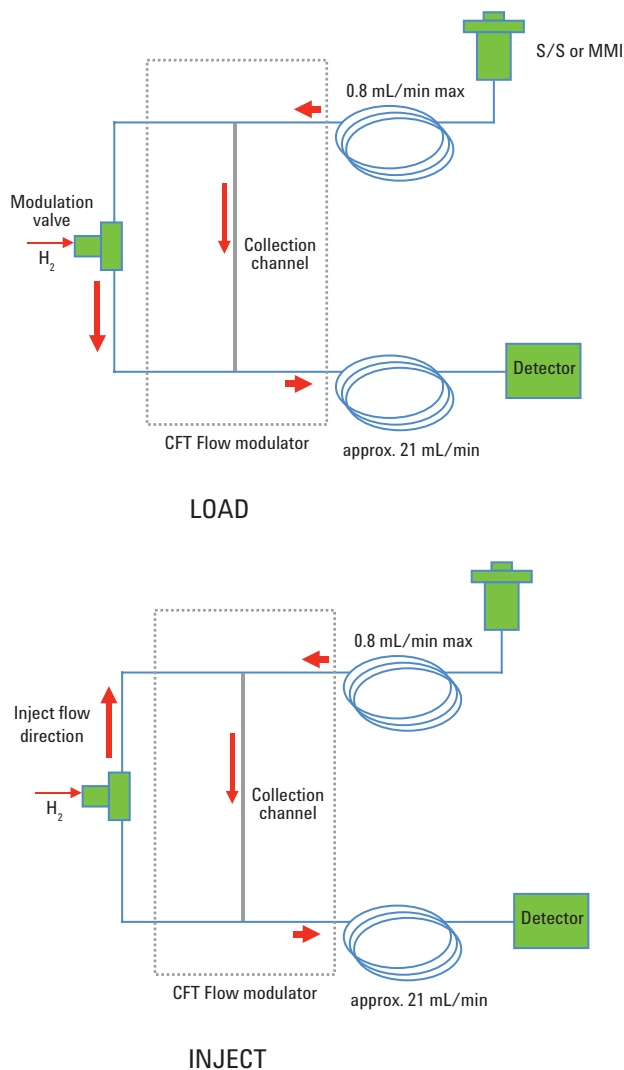 S/S or MMI
0.8 mL/min max
Modulation
valve
H2
Collection
channel
Detector
CFT Flow modulator
approx. 21 mL/min
LOAD
0.8 mL/min max
Inject flow
direction
H2
Collection
channel
Detector
CFT Flow modulator
approx. 21 mL/min
INJECT